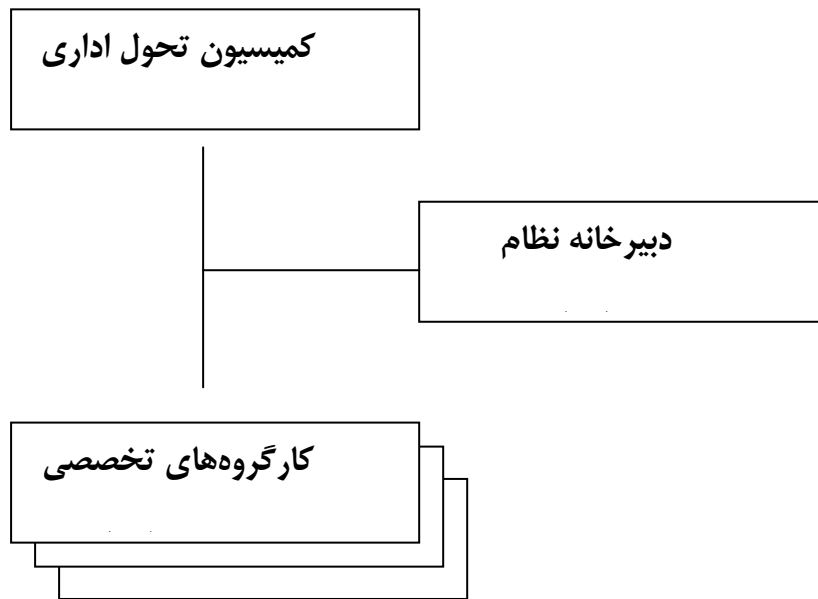 کمیسیون تحول اداری
دبیرخانه نظام
کارگروه‌های تخصصی